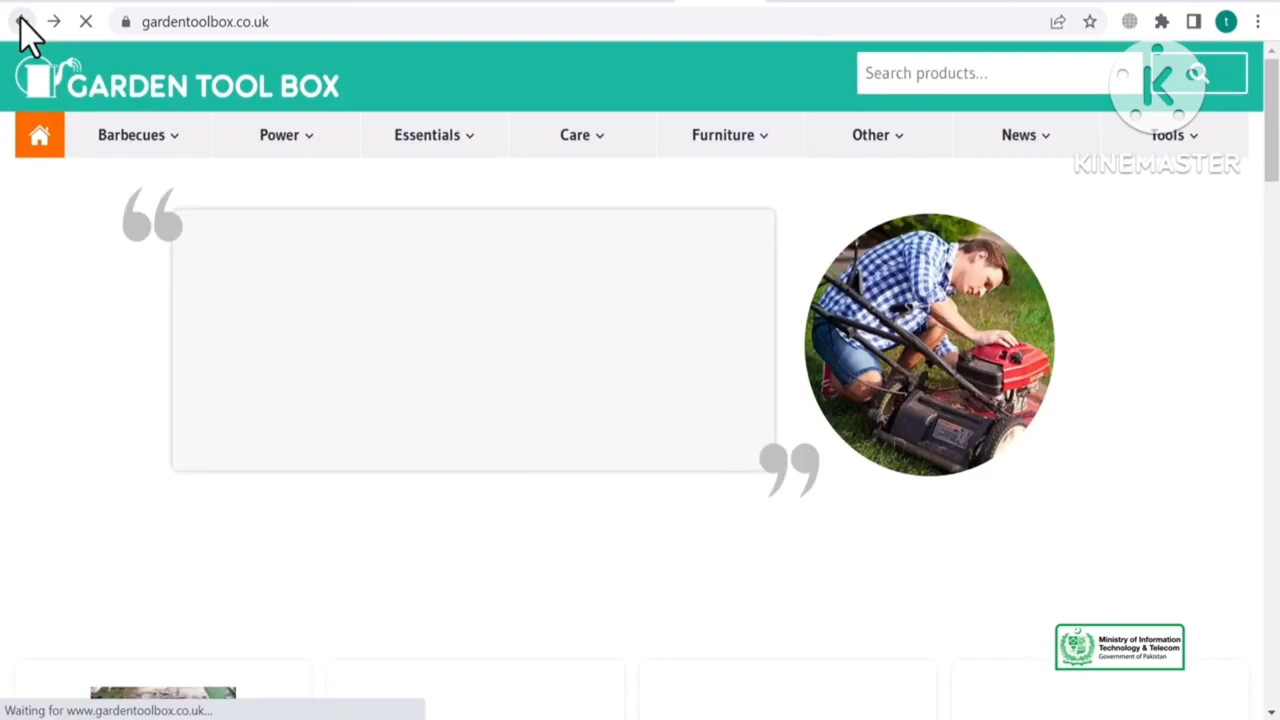 gardentoolbox.co.uk
t
GARDEN TOOL BOX
Search products...
K
Barbecues
Power
Essentials
Care
Furniture
Other
News
Tools
KINEMASTER
“
”
Ministry of Information
Technology & Telecom
Government of Pakistan
Waiting for www.gardentoolbox.co.uk...